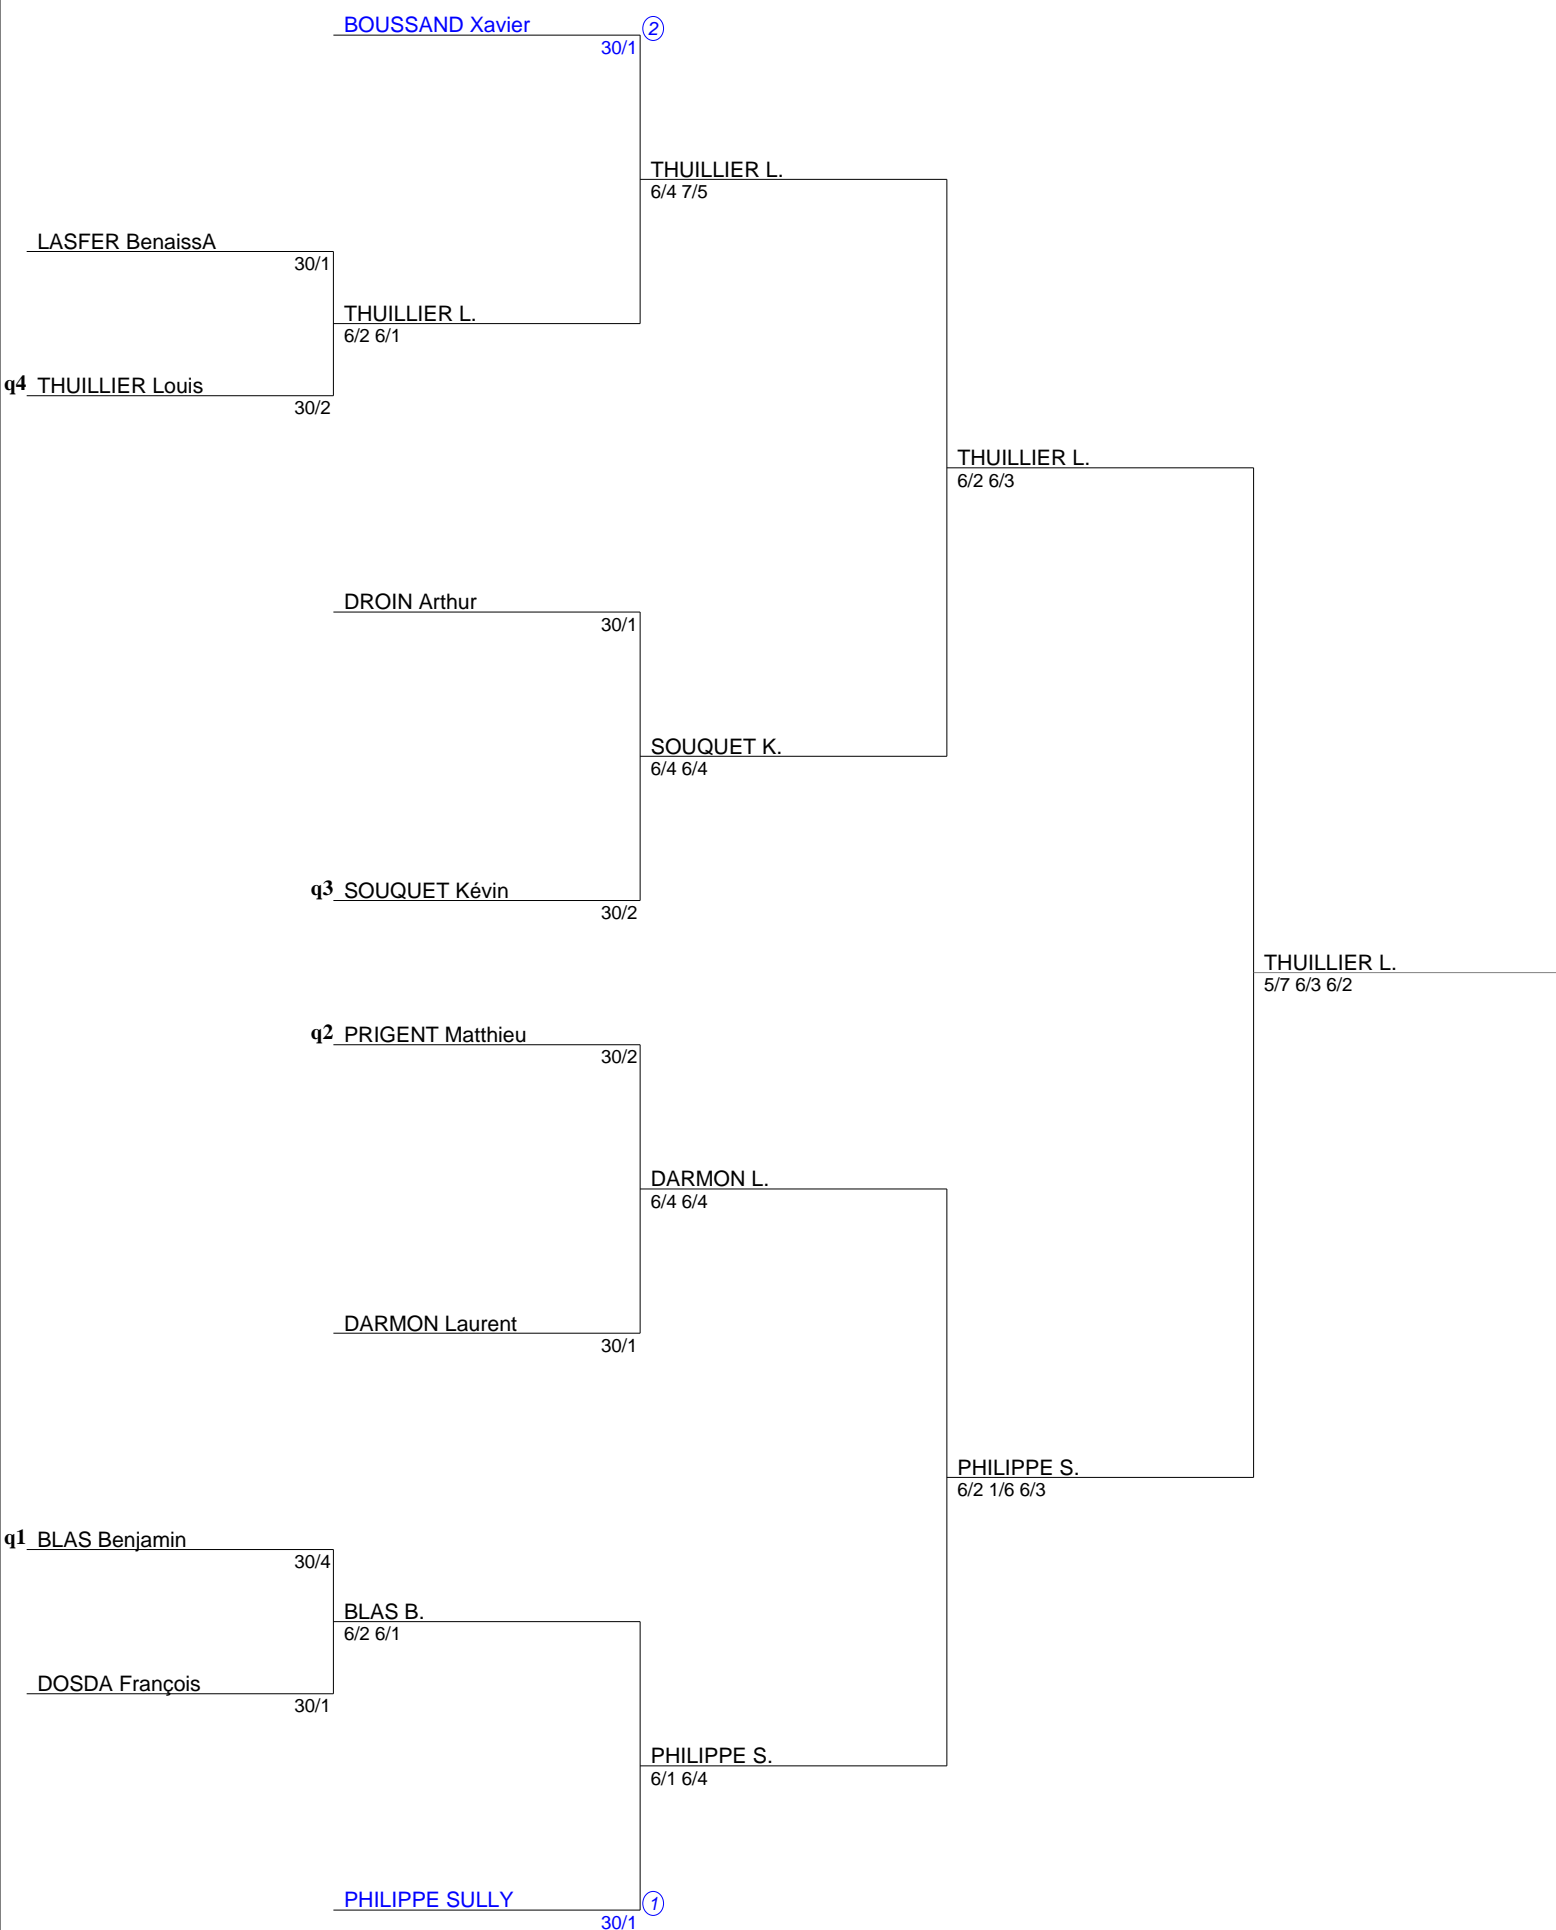 BOUSSAND Xavier 2
30/1
THUILLIER L.
6/4 7/5
LASFER BenaissA
30/1
THUILLIER L.
6/2 6/1
q4 THUILLIER Louis
30/2
THUILLIER L.
6/2 6/3
DROIN Arthur
30/1
SOUQUET K.
6/4 6/4
q3 SOUQUET Kévin
30/2
THUILLIER L.
5/7 6/3 6/2
q2 PRIGENT Matthieu
30/2
DARMON L.
6/4 6/4
DARMON Laurent
30/1
PHILIPPE S.
6/2 1/6 6/3
q1 BLAS Benjamin
30/4
BLAS B.
6/2 6/1
DOSDA François
30/1
PHILIPPE S.
6/1 6/4
PHILIPPE SULLY 1
30/1